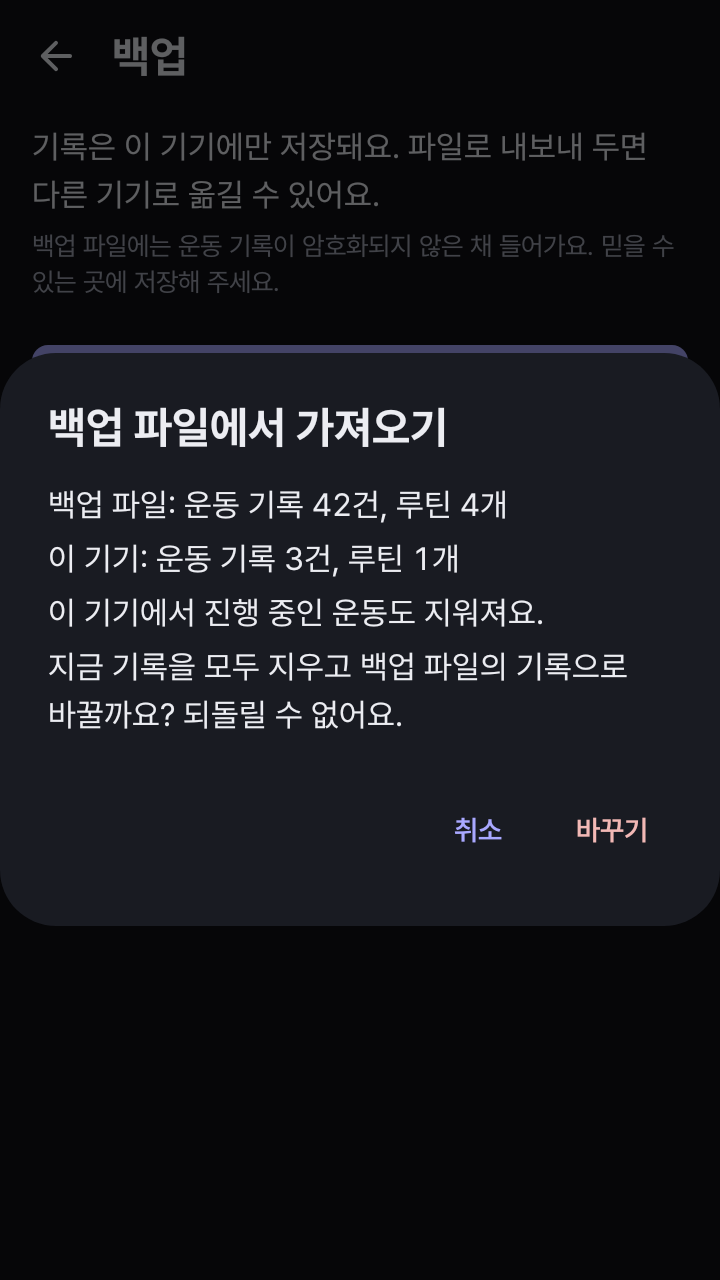 백업
기록은 이 기기에만 저장돼요. 파일로 내보내 두면
다른 기기로 옮길 수 있어요.
백업 파일에는 운동 기록이 암호화되지 않은 채 들어가요. 믿을 수
있는 곳에 저장해 주세요.
백업 파일에서 가져오기
백업 파일: 운동 기록 42건, 루틴 4개
이 기기: 운동 기록 3건, 루틴 1개
이 기기에서 진행 중인 운동도 지워져요.
지금 기록을 모두 지우고 백업 파일의 기록으로
바꿀까요? 되돌릴 수 없어요.
취소 바꾸기